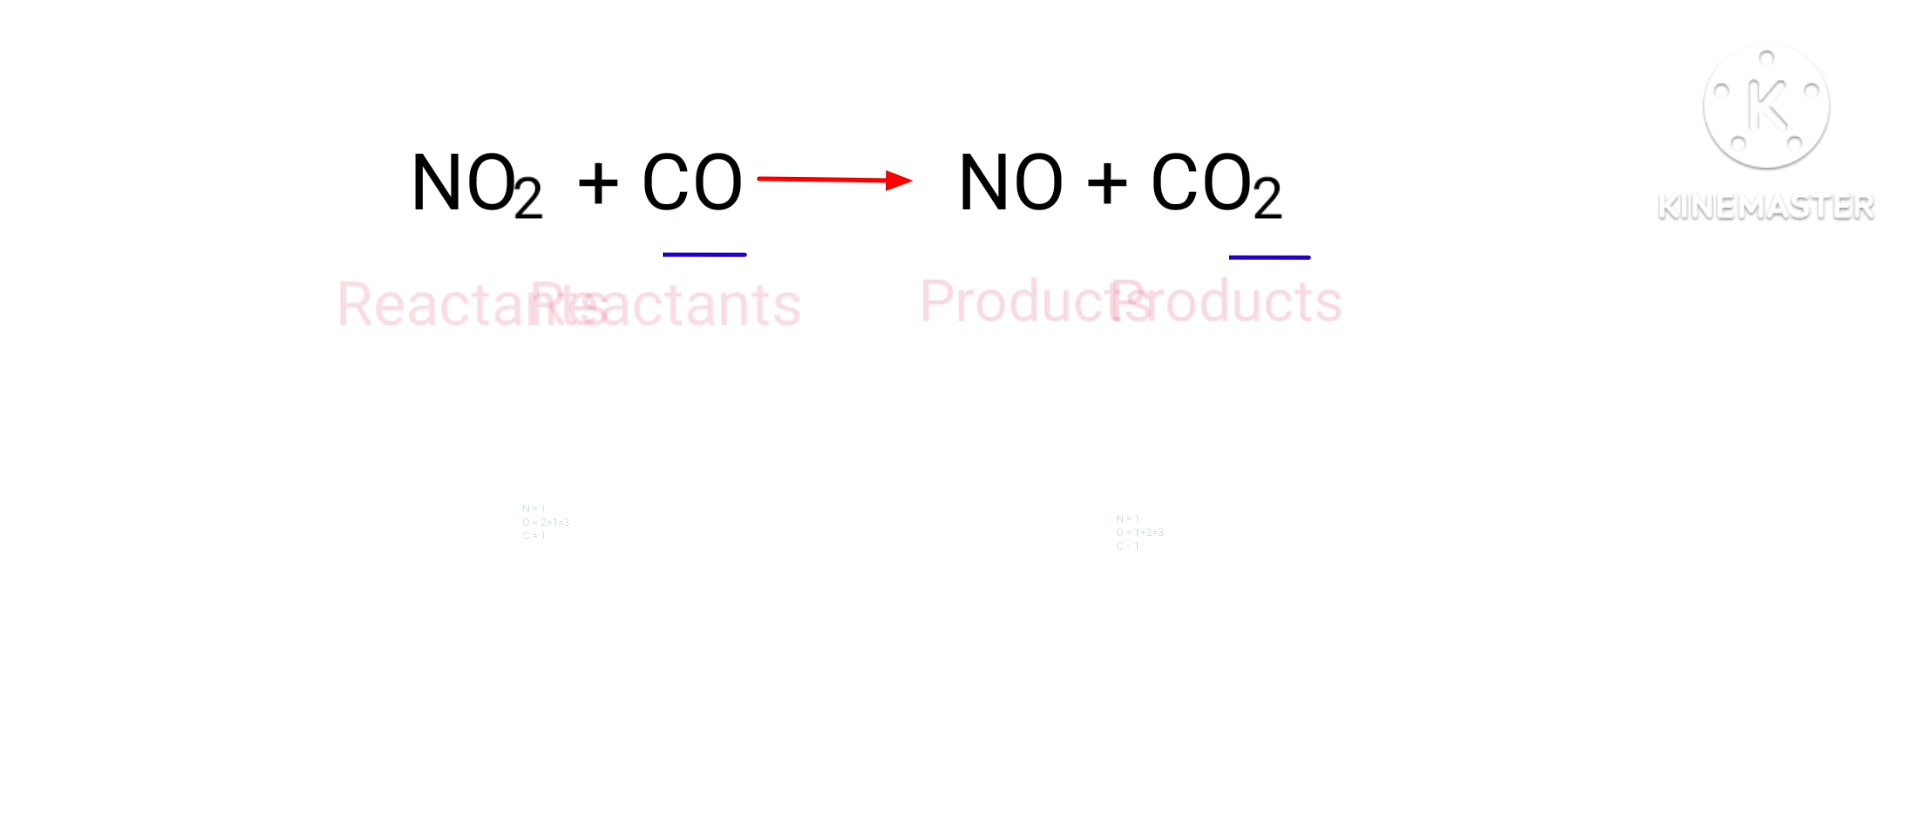 NO₂ + CO → NO + CO₂
Reactants Reactants Products Products
N = 1
O = 2+1=3
C = 1
N = 1
O = 1+2=3
C = 1
K
KINEMASTER